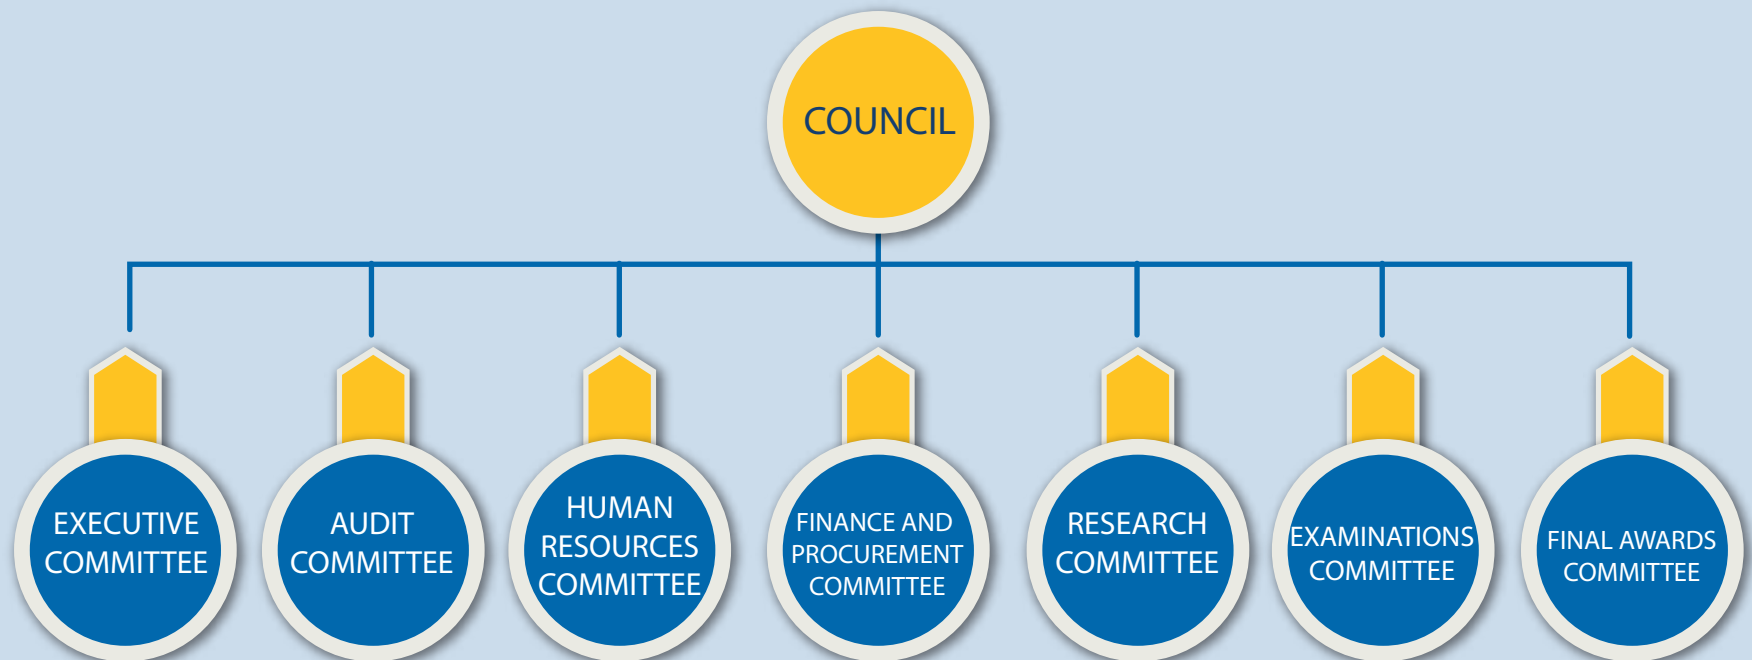 COUNCIL
EXECUTIVE
COMMITTEE
AUDIT
COMMITTEE
HUMAN
RESOURCES
COMMITTEE
FINANCE AND
PROCUREMENT
COMMITTEE
RESEARCH
COMMITTEE
EXAMINATIONS
COMMITTEE
FINAL AWARDS
COMMITTEE